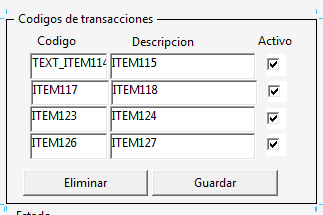 Codigos de transacciones
Codigo Descripcion Activo
TEXT_ITEM114 ITEM115
ITEM117 ITEM118
ITEM123 ITEM124
ITEM126 ITEM127
Eliminar Guardar
Estado